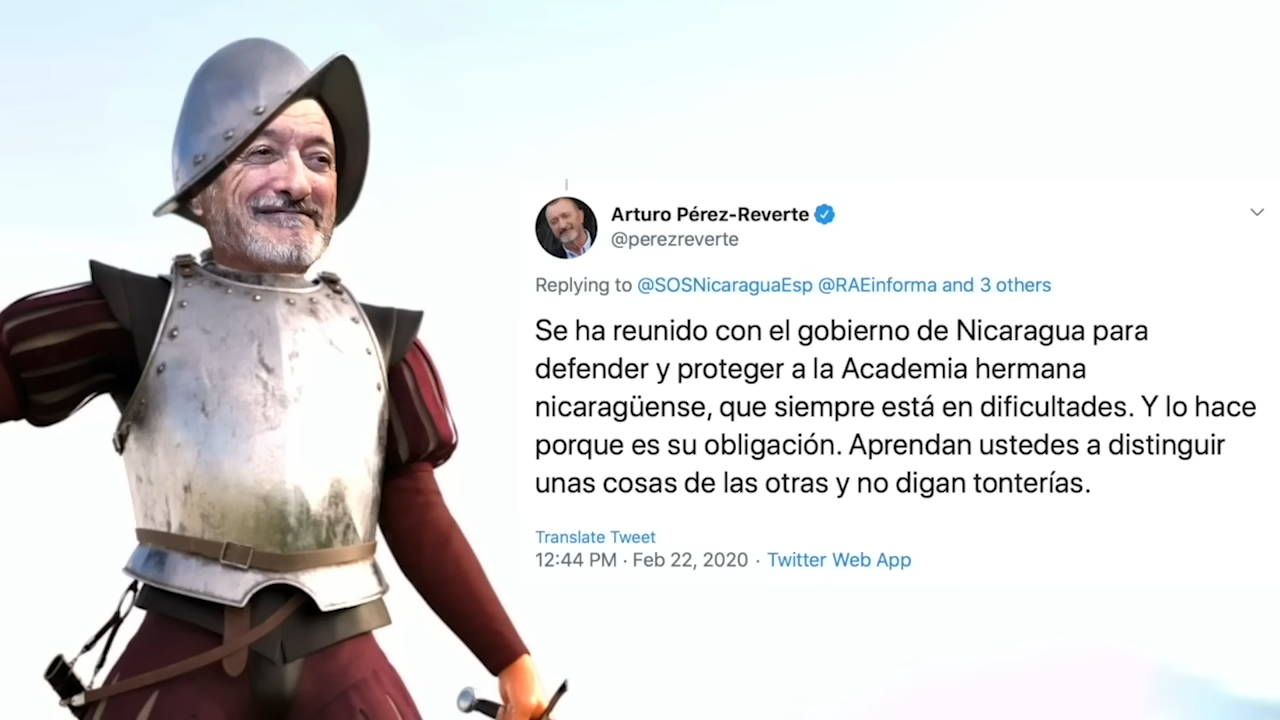 Arturo Pérez-Reverte
@perezreverte
Replying to @SOSNicaraguaEsp @RAEinforma and 3 others
Se ha reunido con el gobierno de Nicaragua para
defender y proteger a la Academia hermana
nicaragüense, que siempre está en dificultades. Y lo hace
porque es su obligación. Aprendan ustedes a distinguir
unas cosas de las otras y no digan tonterías.
Translate Tweet
12:44 PM · Feb 22, 2020 · Twitter Web App